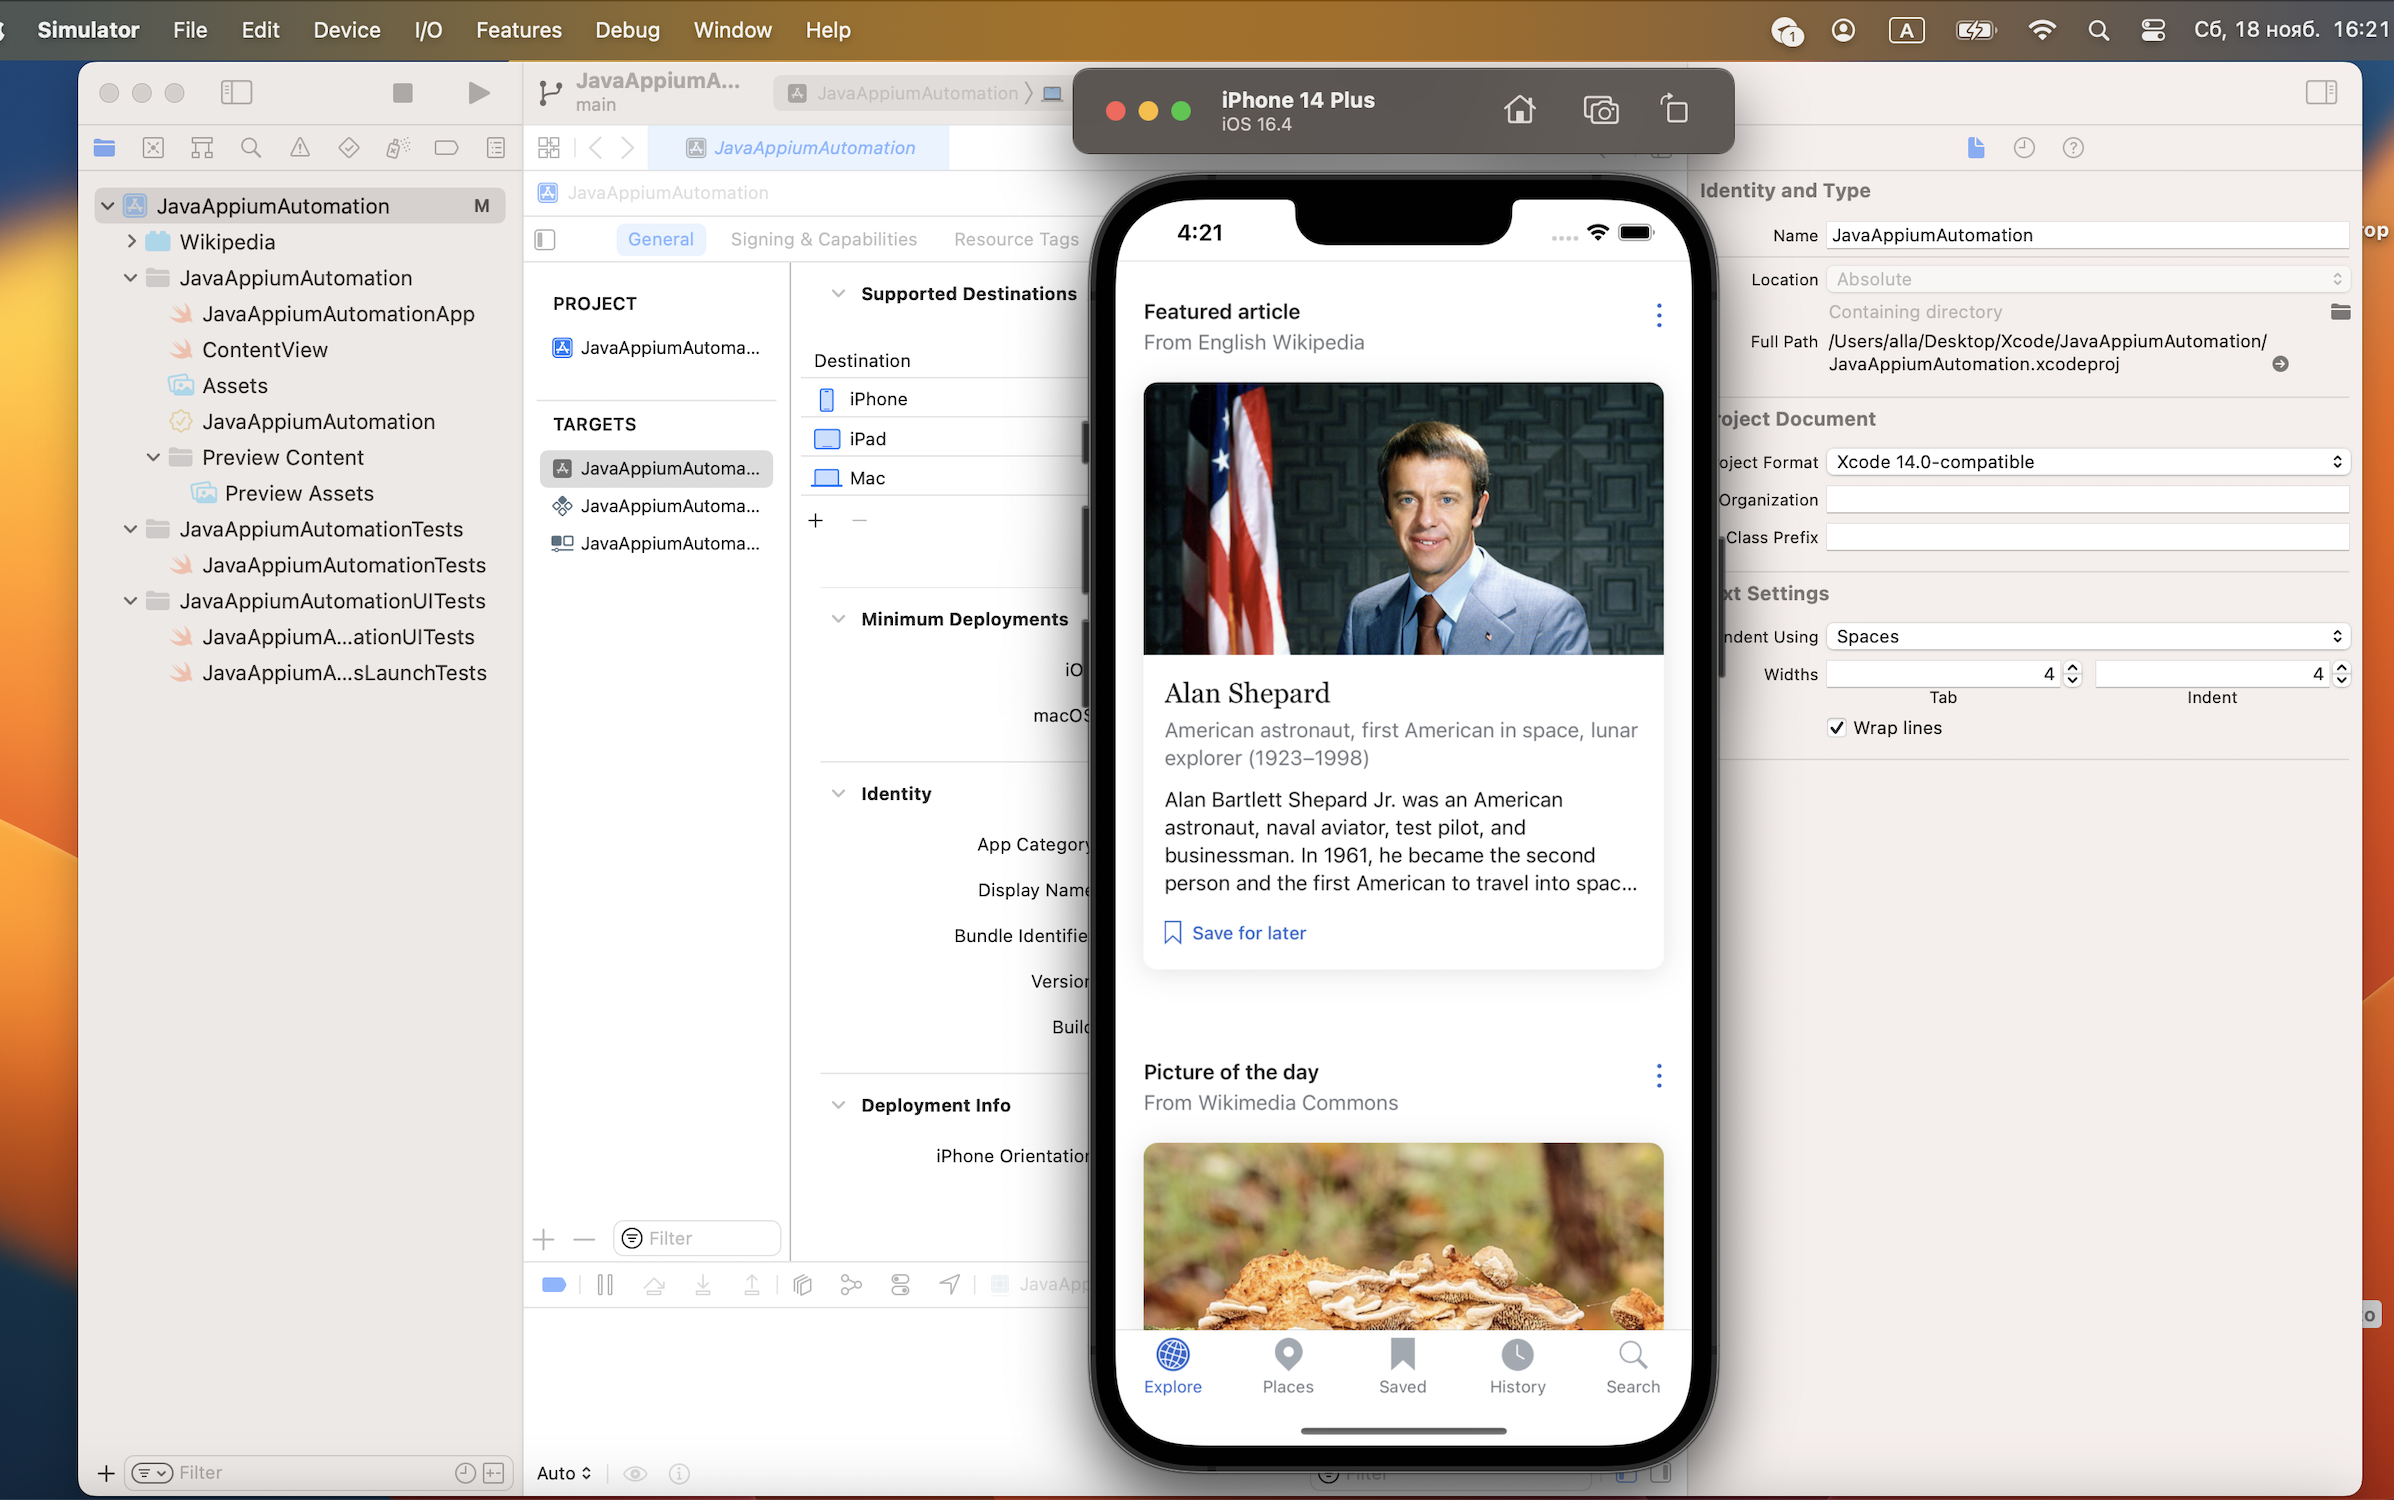 Simulator File Edit Device I/O Features Debug Window Help
1 A Сб, 18 нояб. 16:21
JavaAppiumA...
main
JavaAppiumAutomation
iPhone 14 Plus
iOS 16.4
JavaAppiumAutomation
JavaAppiumAutomation M
Wikipedia
JavaAppiumAutomation
JavaAppiumAutomationApp
ContentView
Assets
JavaAppiumAutomation
Preview Content
Preview Assets
JavaAppiumAutomationTests
JavaAppiumAutomationTests
JavaAppiumAutomationUITests
JavaAppiumA...ationUITests
JavaAppiumA...sLaunchTests
Filter
JavaAppiumAutomation
General Signing & Capabilities Resource Tags
PROJECT
JavaAppiumAutoma...
TARGETS
JavaAppiumAutoma...
JavaAppiumAutoma...
JavaAppiumAutoma...
Filter
Supported Destinations
Destination
iPhone
iPad
Mac
Minimum Deployments
iO
macOS
Identity
App Category
Display Name
Bundle Identifie
Version
Build
Deployment Info
iPhone Orientation
JavaApp
Auto
Filter
4:21
Featured article
From English Wikipedia
Alan Shepard
American astronaut, first American in space, lunar
explorer (1923–1998)
Alan Bartlett Shepard Jr. was an American
astronaut, naval aviator, test pilot, and
businessman. In 1961, he became the second
person and the first American to travel into spac...
Save for later
Picture of the day
From Wikimedia Commons
Explore Places Saved History Search
Identity and Type
Name JavaAppiumAutomation
Location Absolute
Containing directory
Full Path /Users/alla/Desktop/Xcode/JavaAppiumAutomation/
JavaAppiumAutomation.xcodeproj
roject Document
oject Format Xcode 14.0-compatible
Organization
Class Prefix
xt Settings
ndent Using Spaces
Widths 4 4
Tab Indent
Wrap lines
op
to